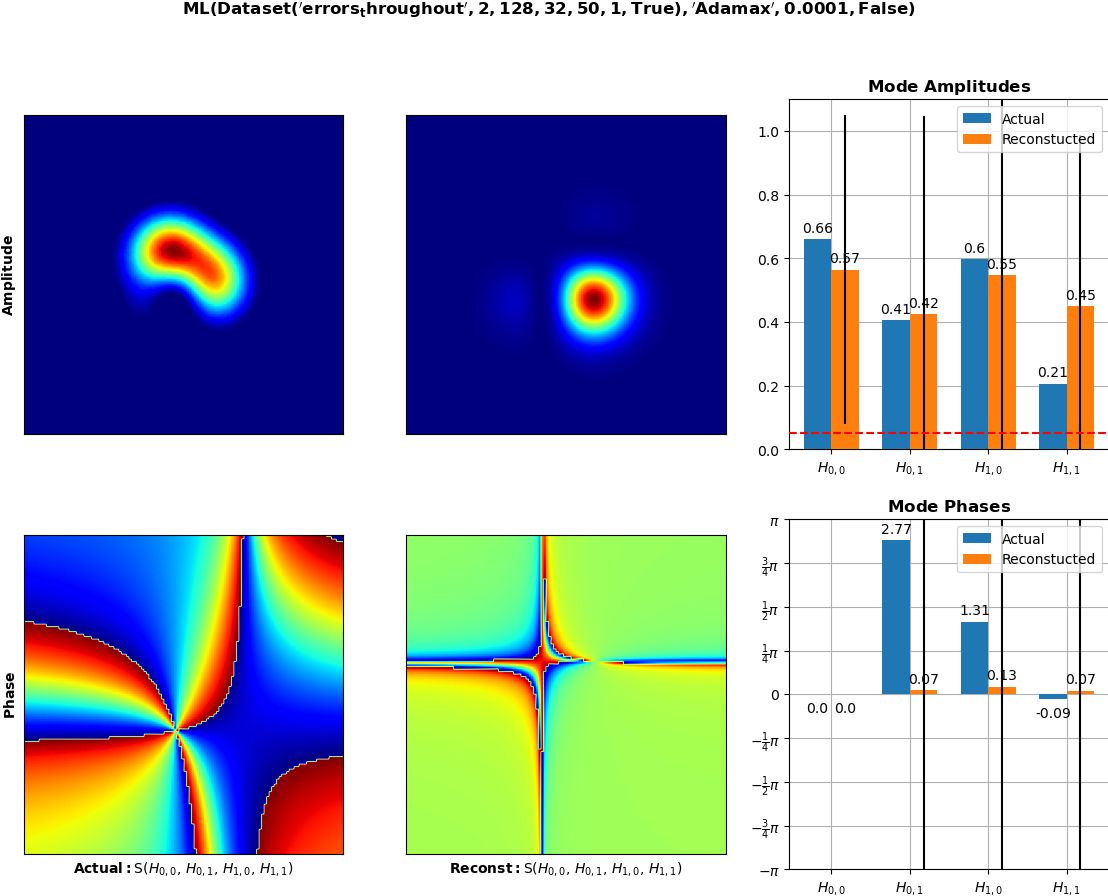 ML(Dataset('errors_throughout', 2, 128, 32, 50, 1, True), 'Adamax', 0.0001, False)
Mode Amplitudes
Amplitude
Actual
Reconstucted
1.0
0.8
0.6
0.4
0.2
0.0
0.66
0.57
0.41
0.42
0.6
0.55
0.21
0.45
H0,0
H0,1
H1,0
H1,1
Mode Phases
Phase
Actual
Reconstucted
π
3/4π
1/2π
1/4π
0
−1/4π
−1/2π
−3/4π
−π
0.0
0.0
2.77
0.07
1.31
0.13
-0.09
0.07
H0,0
H0,1
H1,0
H1,1
Actual: S(H0,0, H0,1, H1,0, H1,1)
Reconst: S(H0,0, H0,1, H1,0, H1,1)